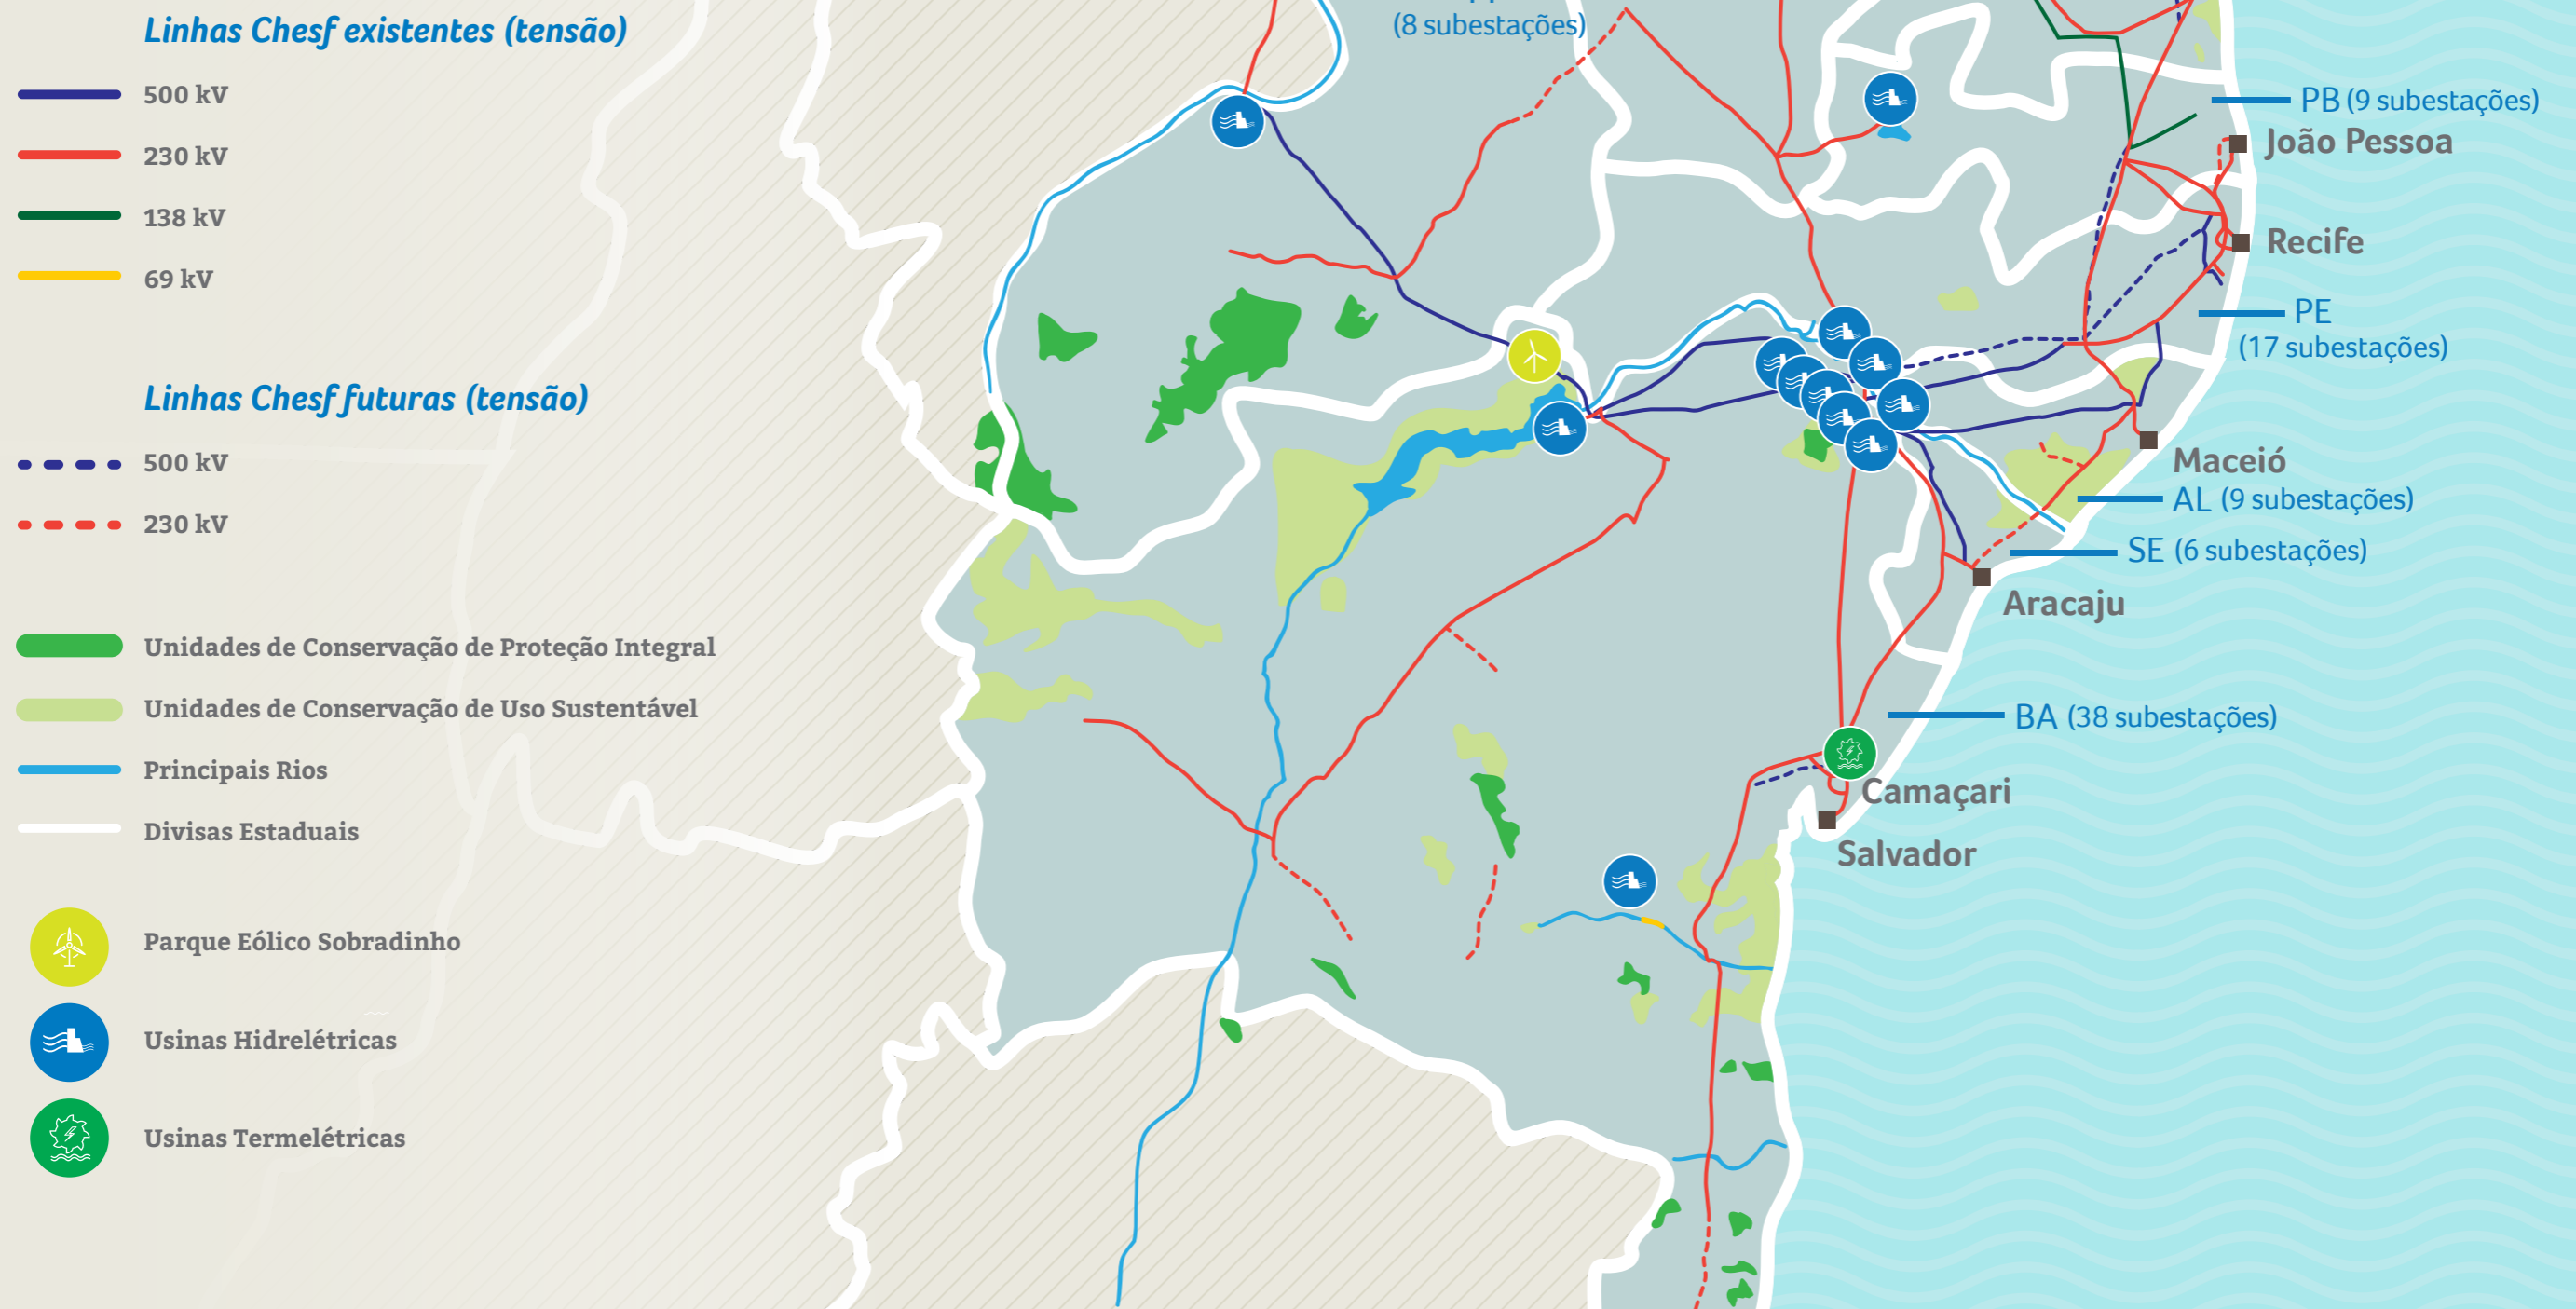 Linhas Chesf existentes (tensão)
500 kV
230 kV
138 kV
69 kV
Linhas Chesf futuras (tensão)
500 kV
230 kV
Unidades de Conservação de Proteção Integral
Unidades de Conservação de Uso Sustentável
Principais Rios
Divisas Estaduais
Parque Eólico Sobradinho
Usinas Hidrelétricas
Usinas Termelétricas
(8 subestações)
PB (9 subestações)
João Pessoa
Recife
PE
(17 subestações)
Maceió
AL (9 subestações)
SE (6 subestações)
Aracaju
BA (38 subestações)
Camaçari
Salvador